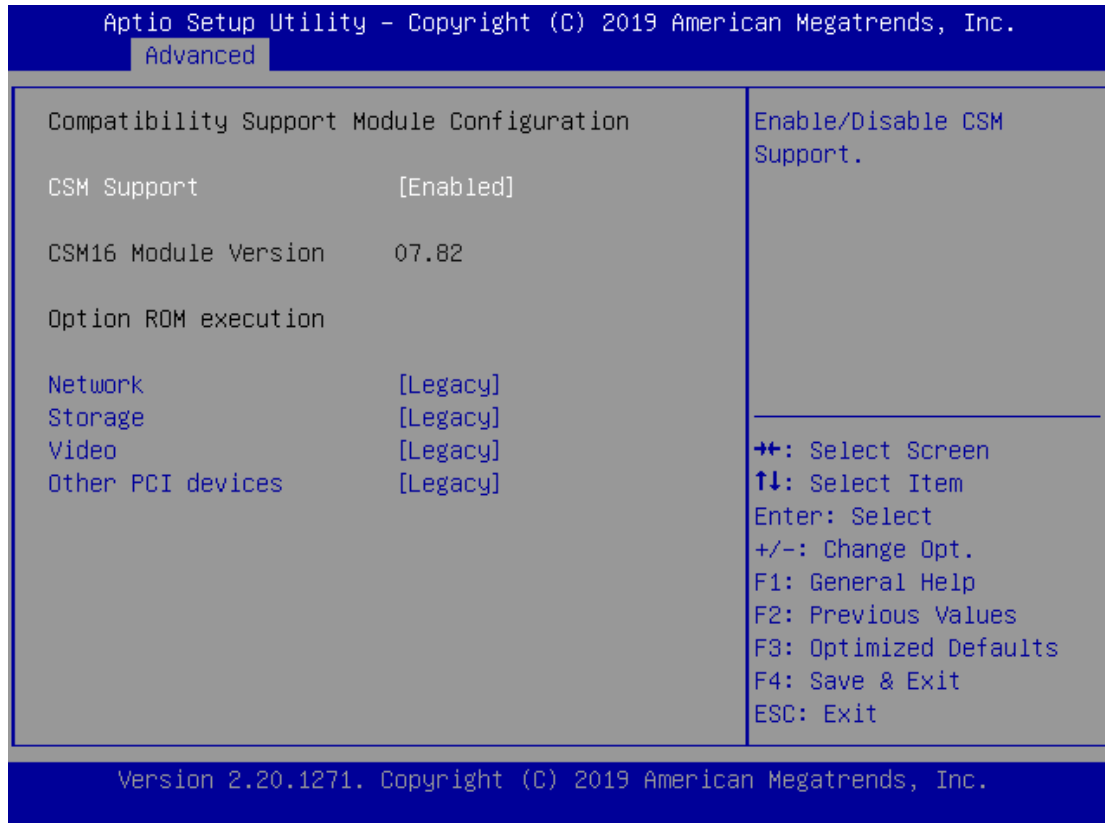 Aptio Setup Utility – Copyright (C) 2019 American Megatrends, Inc.
Advanced
Compatibility Support Module Configuration
CSM Support [Enabled]
CSM16 Module Version 07.82
Option ROM execution
Network [Legacy]
Storage [Legacy]
Video [Legacy]
Other PCI devices [Legacy]
Enable/Disable CSM
Support.
→←: Select Screen
↑↓: Select Item
Enter: Select
+/-: Change Opt.
F1: General Help
F2: Previous Values
F3: Optimized Defaults
F4: Save & Exit
ESC: Exit
Version 2.20.1271. Copyright (C) 2019 American Megatrends, Inc.